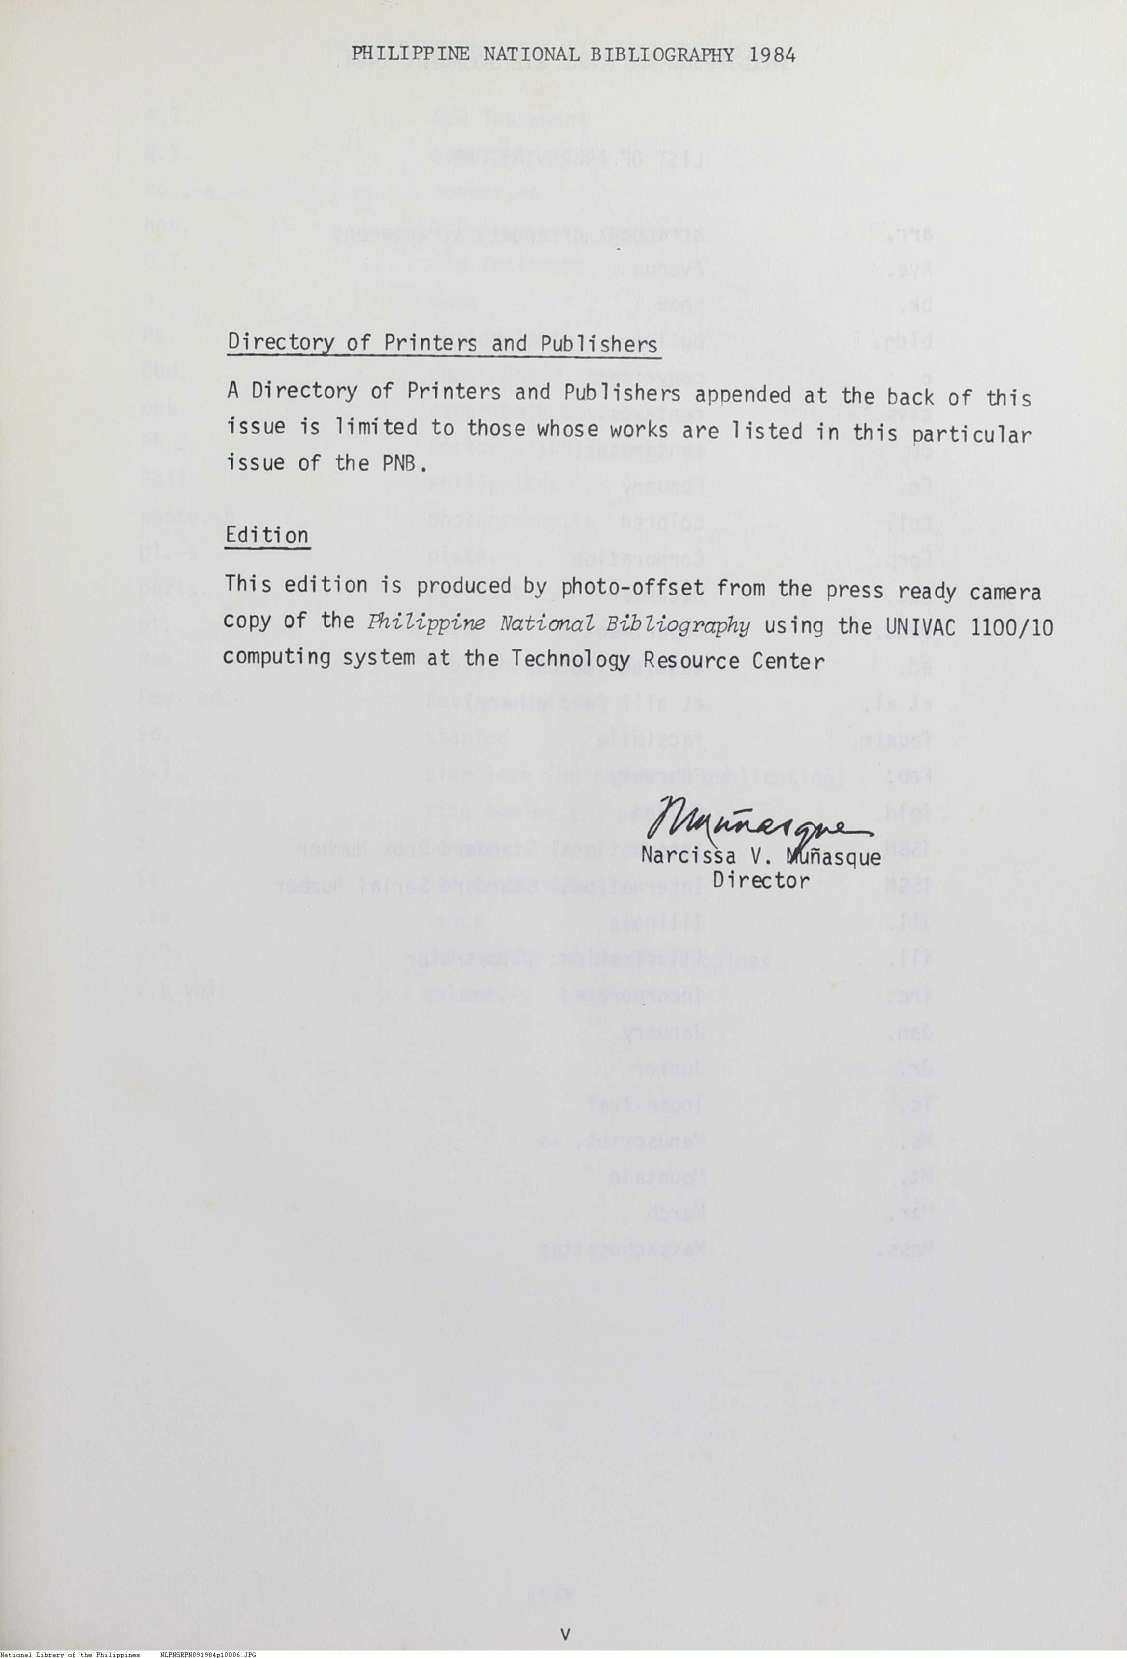 PHILIPPINE NATIONAL BIBLIOGRAPHY 1984
Directory of Printers and Publishers
A Directory of Printers and Publishers appended at the back of this
issue is limited to those whose works are listed in this particular
issue of the PNB.
Edition
This edition is produced by photo-offset from the press ready camera
copy of the Philippine National Bibliography using the UNIVAC 1100/10
computing system at the Technology Resource Center
Narcissa V. Muñasque
Director
v
National Library of the Philippines NLPNSRPN091984p10006.JPG